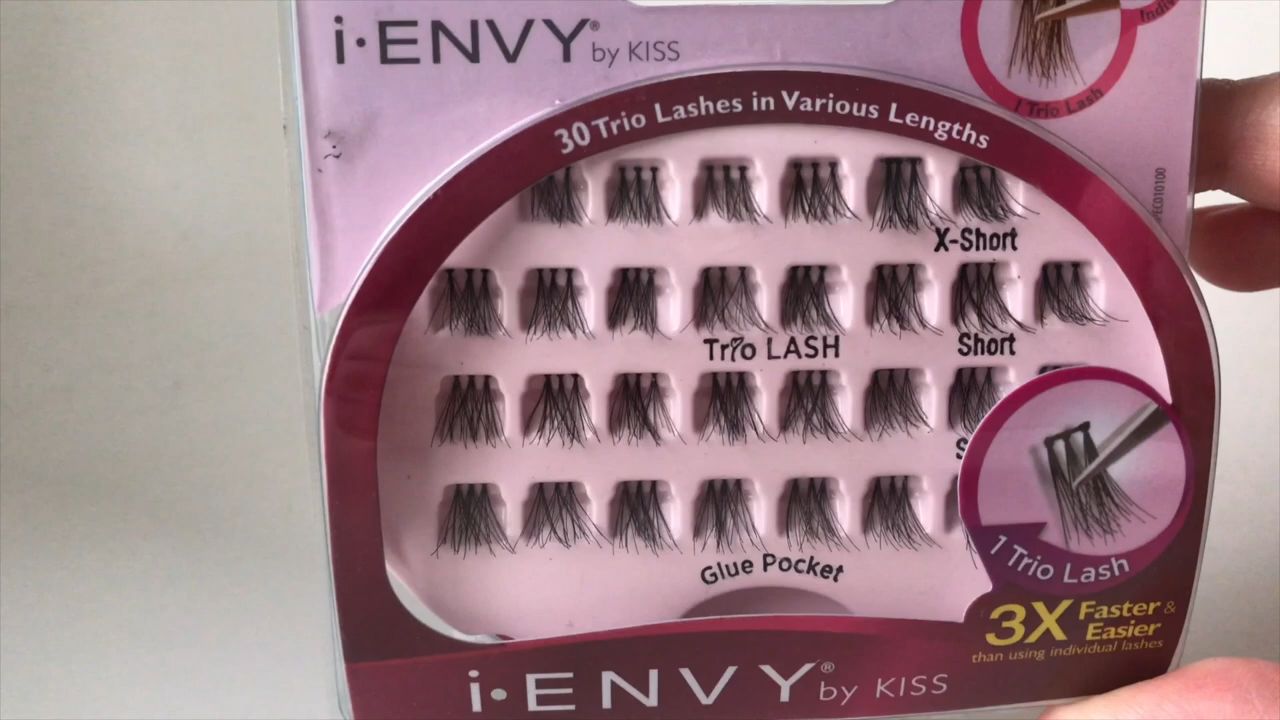 i·ENVY® by KISS
1 Trio Lash
30 Trio Lashes in Various Lengths
X-Short
Trio LASH
Short
Glue Pocket
1 Trio Lash
3X Faster & Easier
than using individual lashes
i·ENVY® by KISS